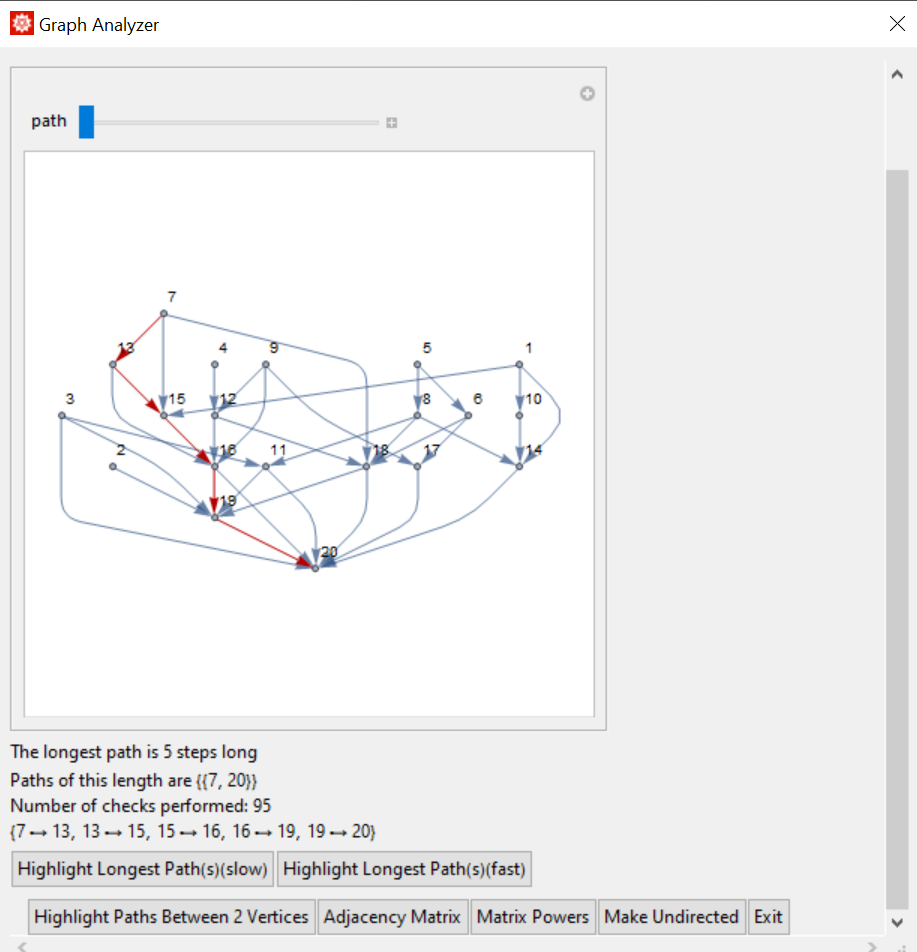 Graph Analyzer
path
7
13 4 9 5 1
3 15 12 8 6 10
2 16 11 18 17 14
19
20
The longest path is 5 steps long
Paths of this length are {{7, 20}}
Number of checks performed: 95
{7 ↔ 13, 13 ↔ 15, 15 ↔ 16, 16 ↔ 19, 19 ↔ 20}
Highlight Longest Path(s)(slow) Highlight Longest Path(s)(fast)
Highlight Paths Between 2 Vertices Adjacency Matrix Matrix Powers Make Undirected Exit